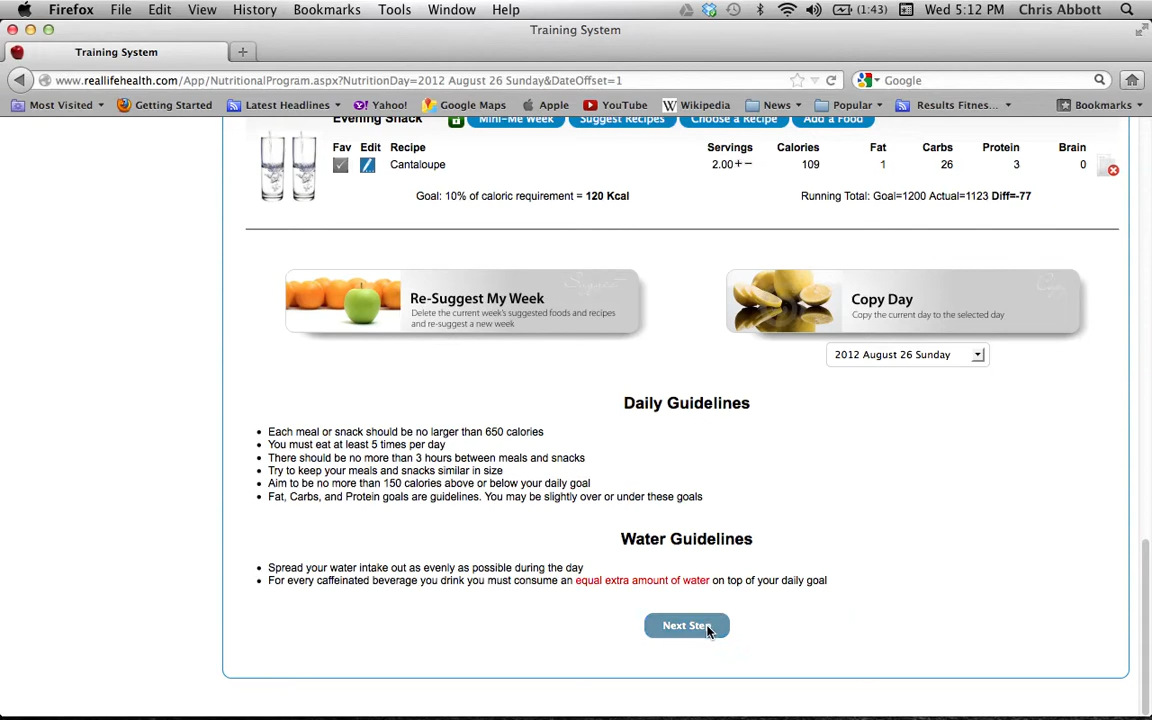 Firefox File Edit View History Bookmarks Tools Window Help (1:43) Wed 5:12 PM Chris Abbott
Training System
Training System
www.reallifehealth.com/App/NutritionalProgram.aspx?NutritionDay=2012 August 26 Sunday&DateOffset=1 Google
Most Visited Getting Started Latest Headlines Yahoo! Google Maps Apple YouTube Wikipedia News Popular Results Fitnes... Bookmarks
Evening Snack Mini-Me Week Suggest Recipes Choose a Recipe Add a Food
Fav Edit Recipe Servings Calories Fat Carbs Protein Brain
Cantaloupe 2.00+− 109 1 26 3 0
Goal: 10% of caloric requirement = 120 Kcal Running Total: Goal=1200 Actual=1123 Diff=-77
Re-Suggest My Week
Delete the current week's suggested foods and recipes
and re-suggest a new week
Copy Day
Copy the current day to the selected day
2012 August 26 Sunday
Daily Guidelines
• Each meal or snack should be no larger than 650 calories
• You must eat at least 5 times per day
• There should be no more than 3 hours between meals and snacks
• Try to keep your meals and snacks similar in size
• Aim to be no more than 150 calories above or below your daily goal
• Fat, Carbs, and Protein goals are guidelines. You may be slightly over or under these goals
Water Guidelines
• Spread your water intake out as evenly as possible during the day
• For every caffeinated beverage you drink you must consume an equal extra amount of water on top of your daily goal
Next Step